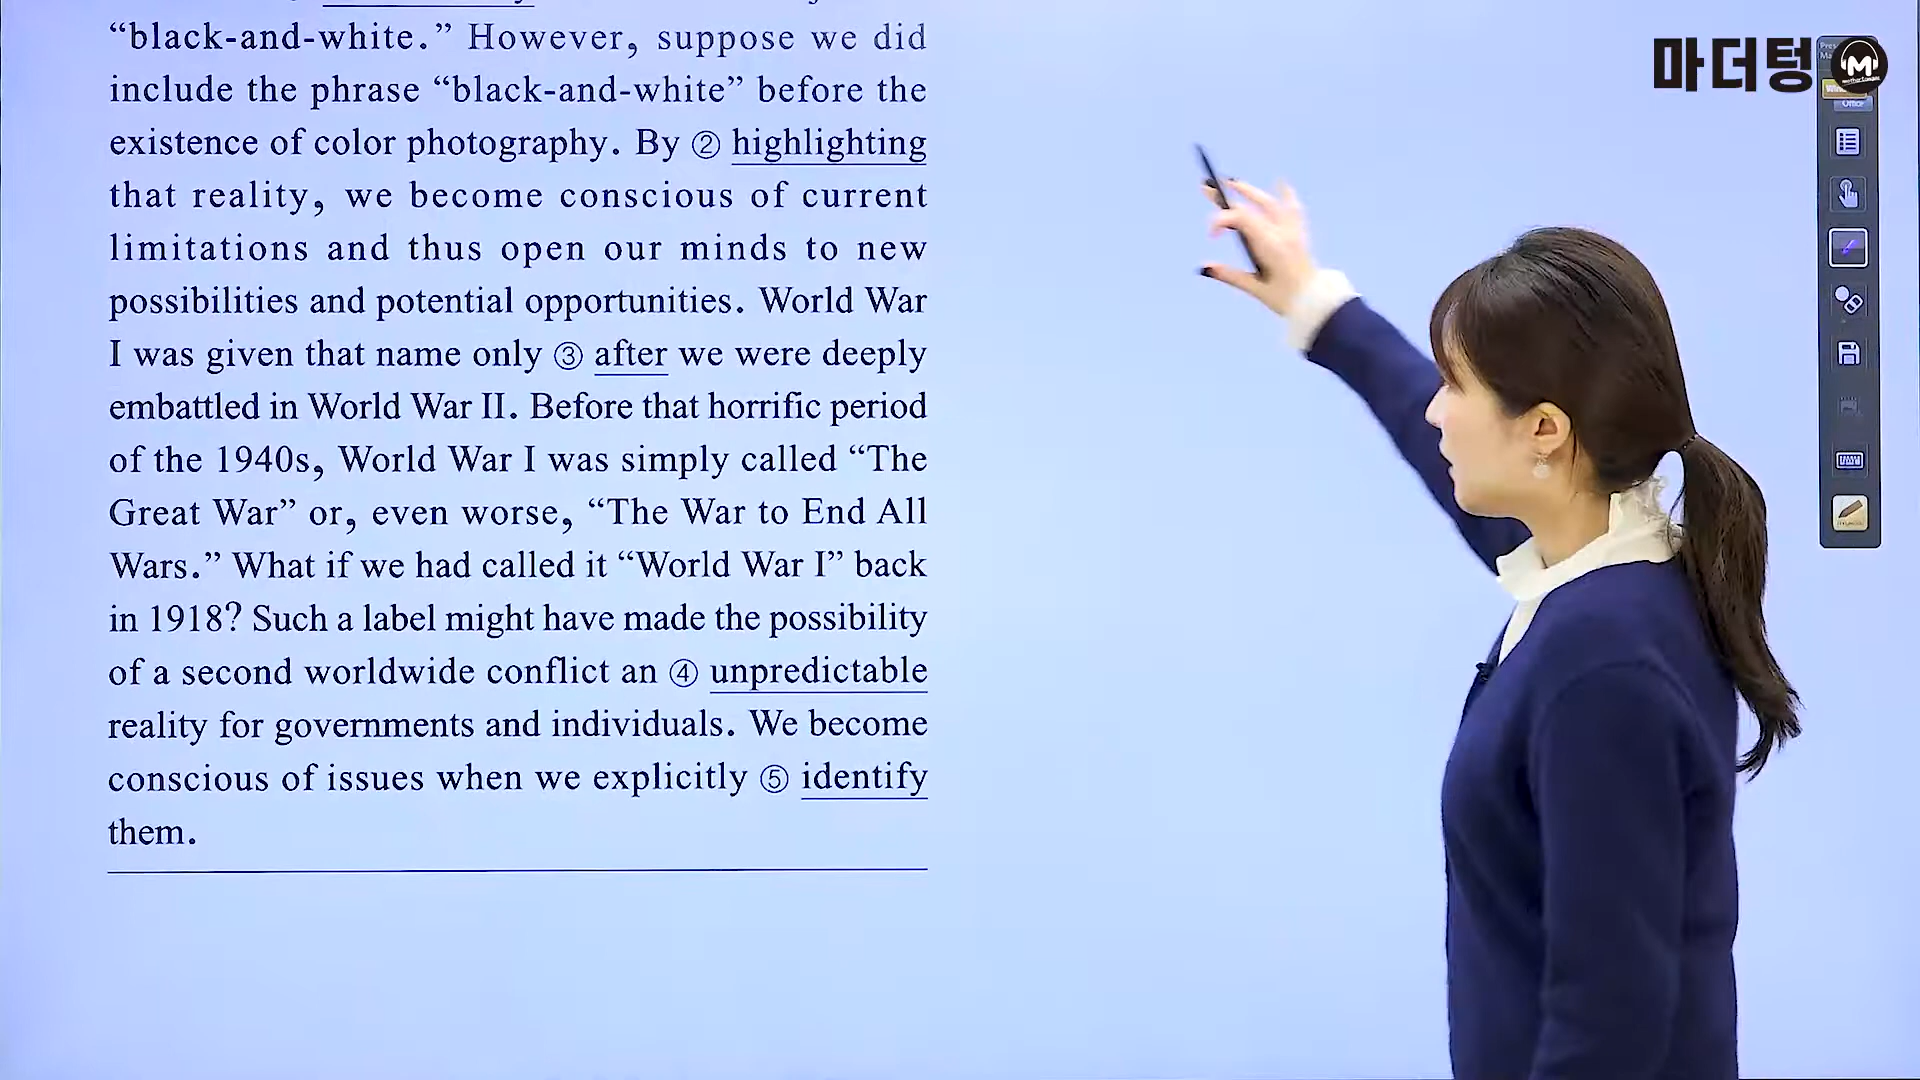 “black-and-white.” However, suppose we did
include the phrase “black-and-white” before the
existence of color photography. By ② highlighting
that reality, we become conscious of current
limitations and thus open our minds to new
possibilities and potential opportunities. World War
I was given that name only ③ after we were deeply
embattled in World War II. Before that horrific period
of the 1940s, World War I was simply called “The
Great War” or, even worse, “The War to End All
Wars.” What if we had called it “World War I” back
in 1918? Such a label might have made the possibility
of a second worldwide conflict an ④ unpredictable
reality for governments and individuals. We become
conscious of issues when we explicitly ⑤ identify
them.
마더텅
M
Office